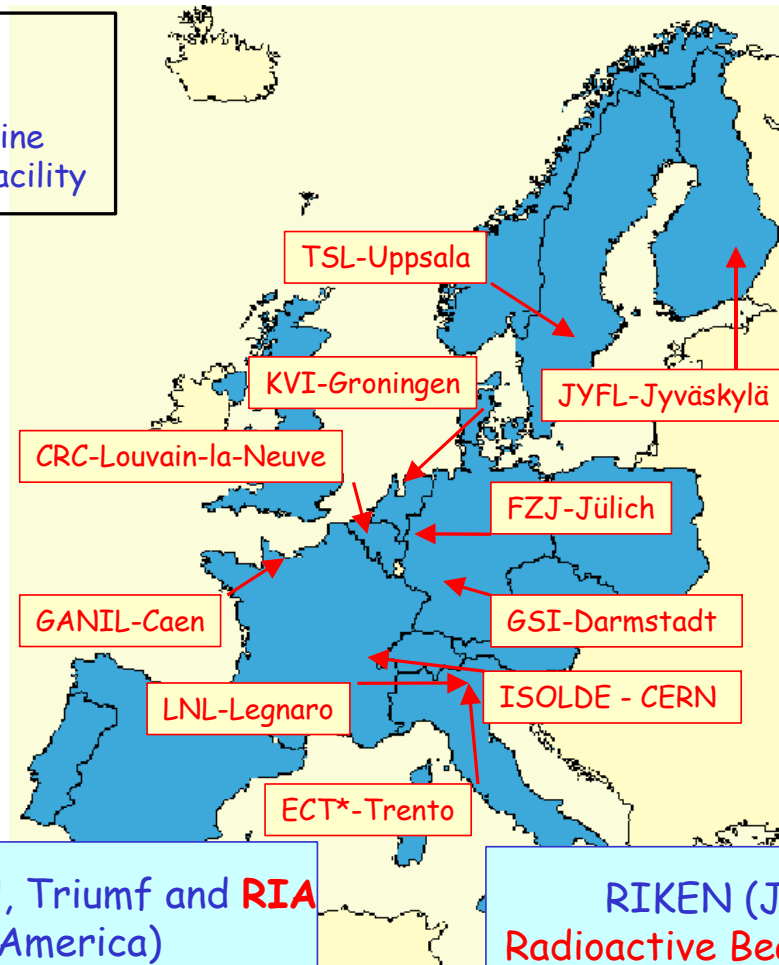 acility
TSL-Uppsala
KVI-Groningen
JYFL-Jyväskylä
CRC-Louvain-la-Neuve
FZJ-Jülich
GANIL-Caen
GSI-Darmstadt
LNL-Legnaro
ISOLDE - CERN
ECT*-Trento
, Triumf and RIA
America)
RIKEN (J
Radioactive Bea